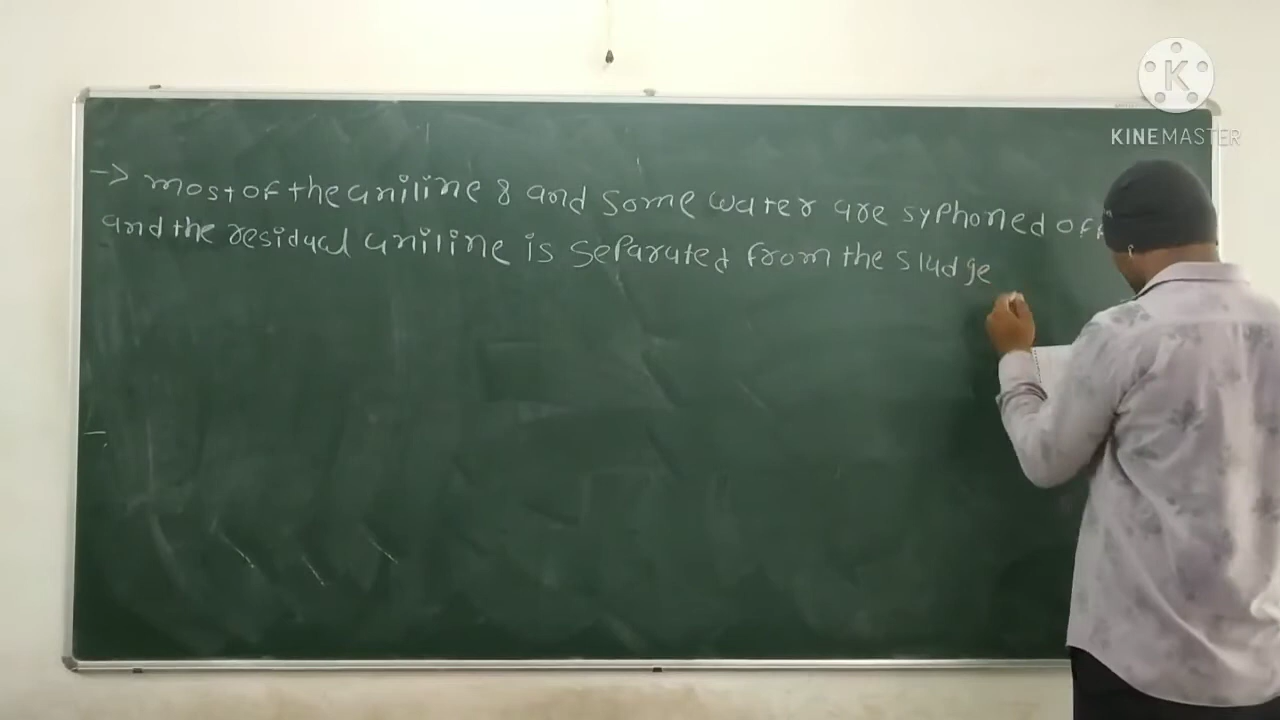 KINEMASTER
-> most of the aniline 8 and some water are syphoned off
and the residual aniline is separated from the sludge